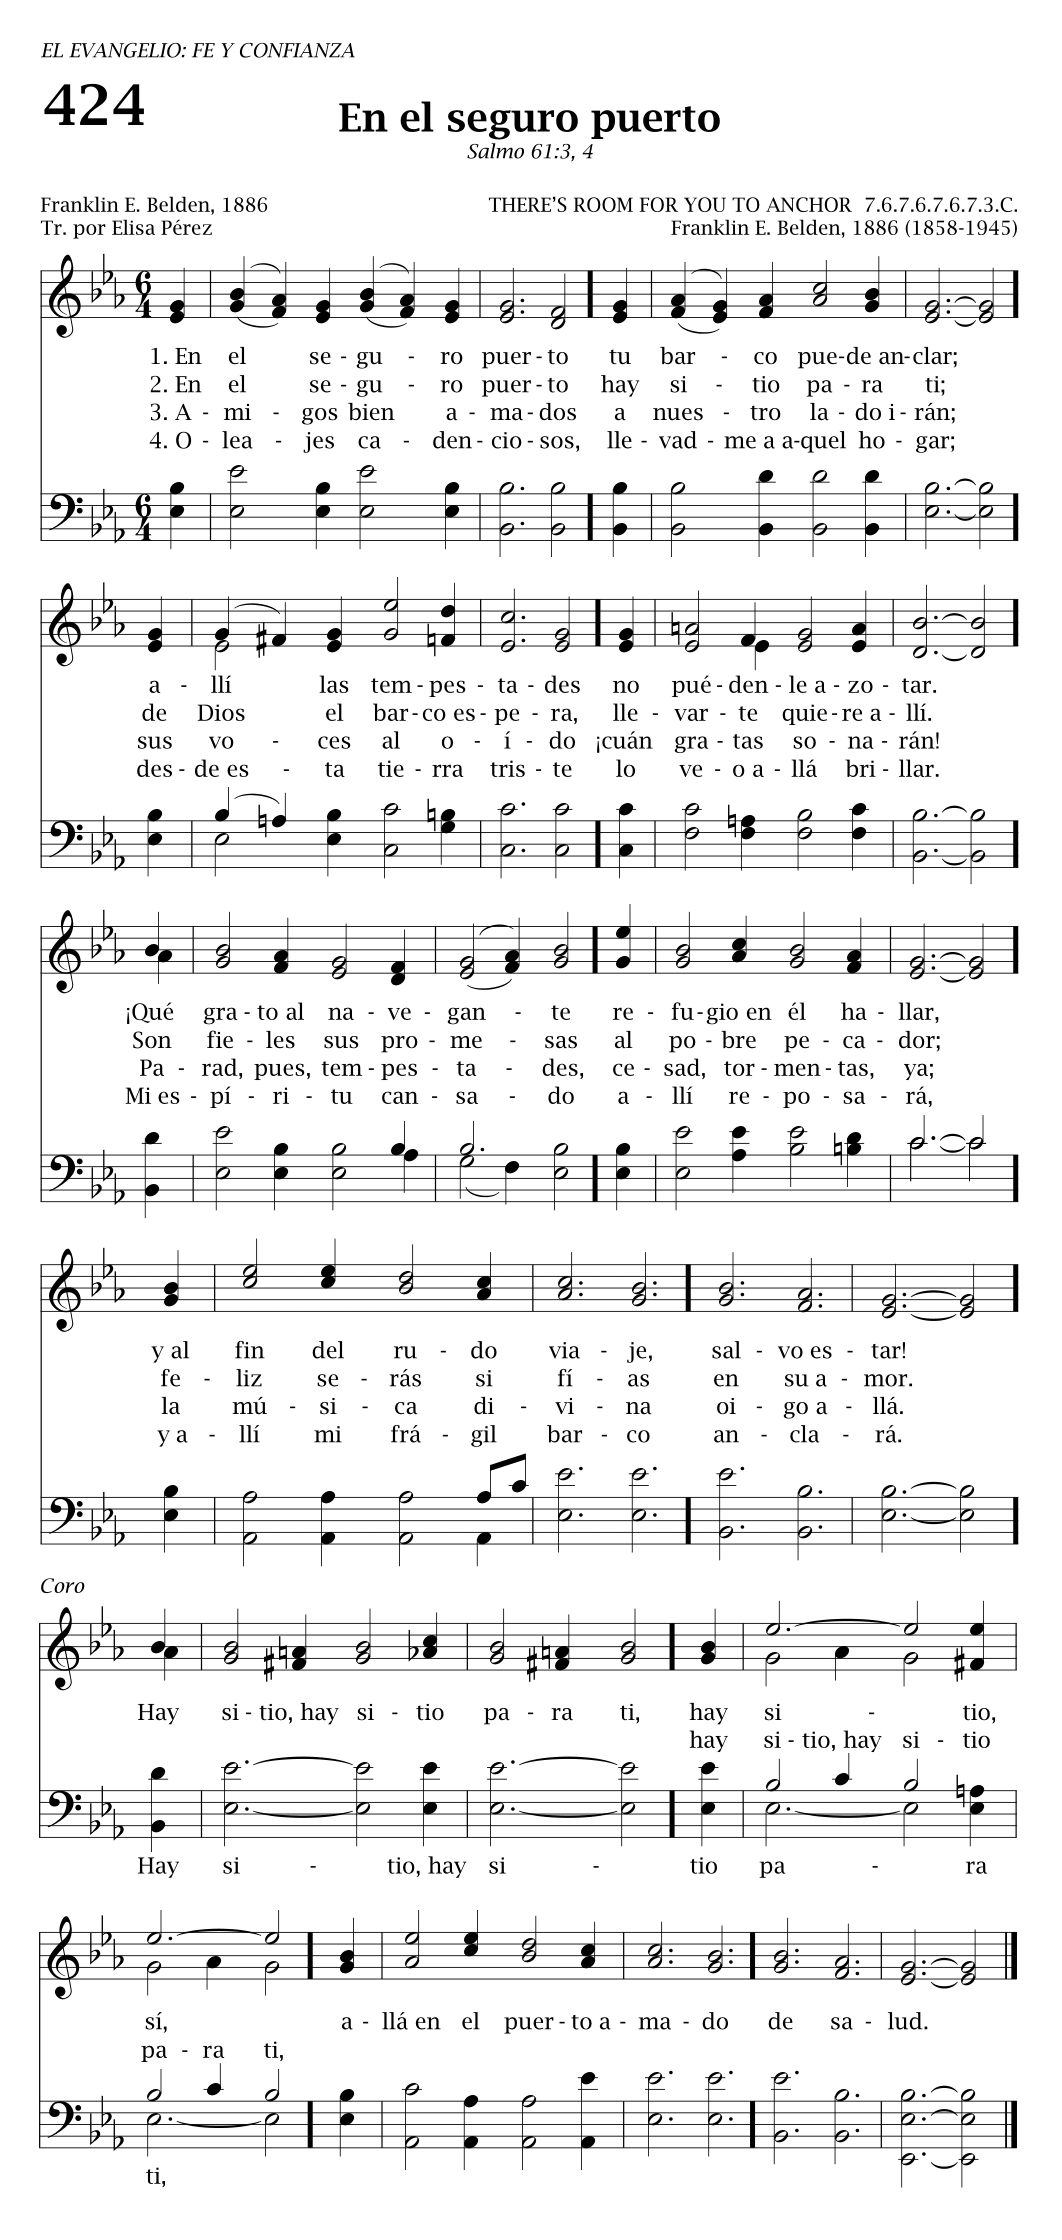 EL EVANGELIO: FE Y CONFIANZA
424
En el seguro puerto
Salmo 61:3, 4
Franklin E. Belden, 1886
THERE'S ROOM FOR YOU TO ANCHOR 7.6.7.6.7.6.7.3.C.
Tr. por Elisa Pérez
Franklin E. Belden, 1886 (1858-1945)
6 4
1. En el se - gu - ro puer - to tu bar - co pue - de an - clar;
2. En el se - gu - ro puer - to hay si - tio pa - ra ti;
3. A - mi - gos bien a - ma - dos a nues - tro la - do i - rán;
4. O - lea - jes ca - den - cio - sos, lle - vad - me a a - quel ho - gar;
6 4
a - llí las tem - pes - ta - des no pué - den - le a - zo - tar.
de Dios el bar - co es - pe - ra, lle - var - te quie - re a - llí.
sus vo - ces al o - í - do ¡cuán gra - tas so - na - rán!
des - de es - ta tie - rra tris - te lo ve - o a - llá bri - llar.
¡Qué gra - to al na - ve - gan - te re - fu - gio en él ha - llar,
Son fie - les sus pro - me - sas al po - bre pe - ca - dor;
Pa - rad, pues, tem - pes - ta - des, ce - sad, tor - men - tas, ya;
Mi es - pí - ri - tu can - sa - do a - llí re - po - sa - rá,
y al fin del ru - do via - je, sal - vo es - tar!
fe - liz se - rás si fí - as en su a - mor.
la mú - si - ca di - vi - na oi - go a - llá.
y a - llí mi frá - gil bar - co an - cla - rá.
Coro
Hay si - tio, hay si - tio pa - ra ti, hay si - tio,
hay si - tio, hay si - tio
Hay si - tio, hay si - tio pa - ra
sí, a - llá en el puer - to a - ma - do de sa - lud.
pa - ra ti,
ti,